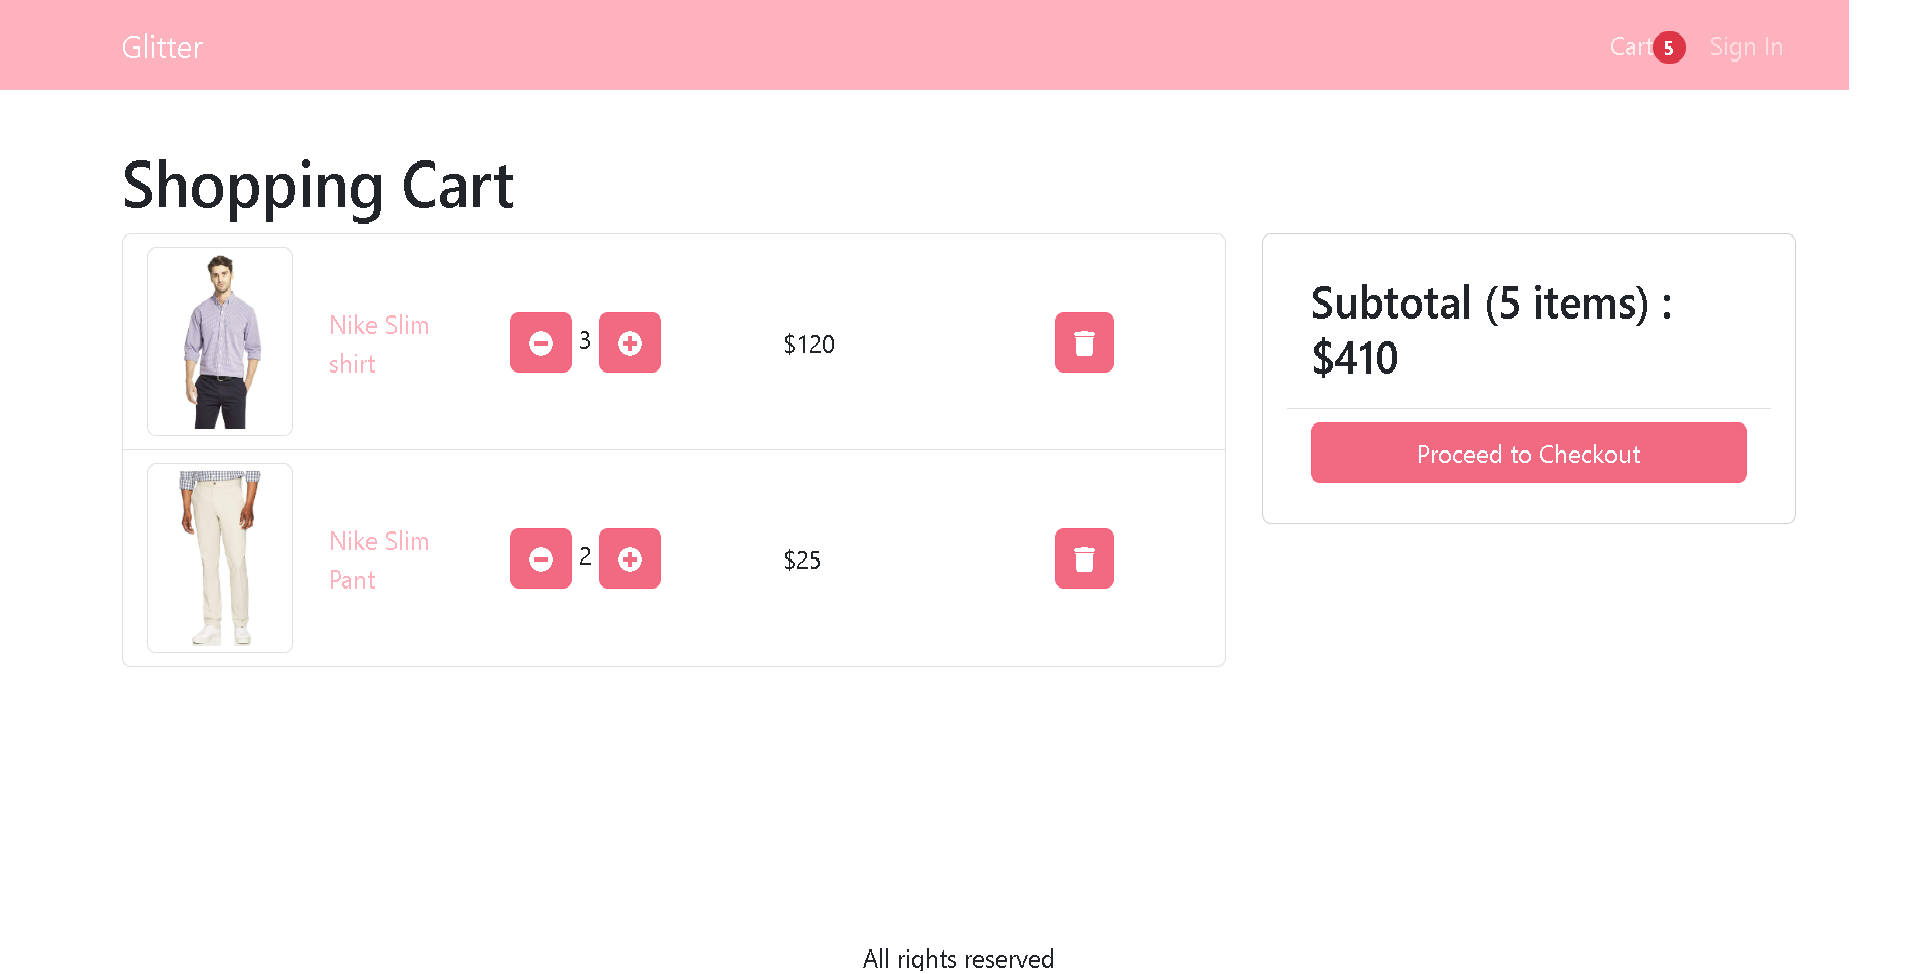 Glitter
Cart 5 Sign In
Shopping Cart
Nike Slim
shirt
3
$120
Nike Slim
Pant
2
$25
Subtotal (5 items) :
$410
Proceed to Checkout
All rights reserved